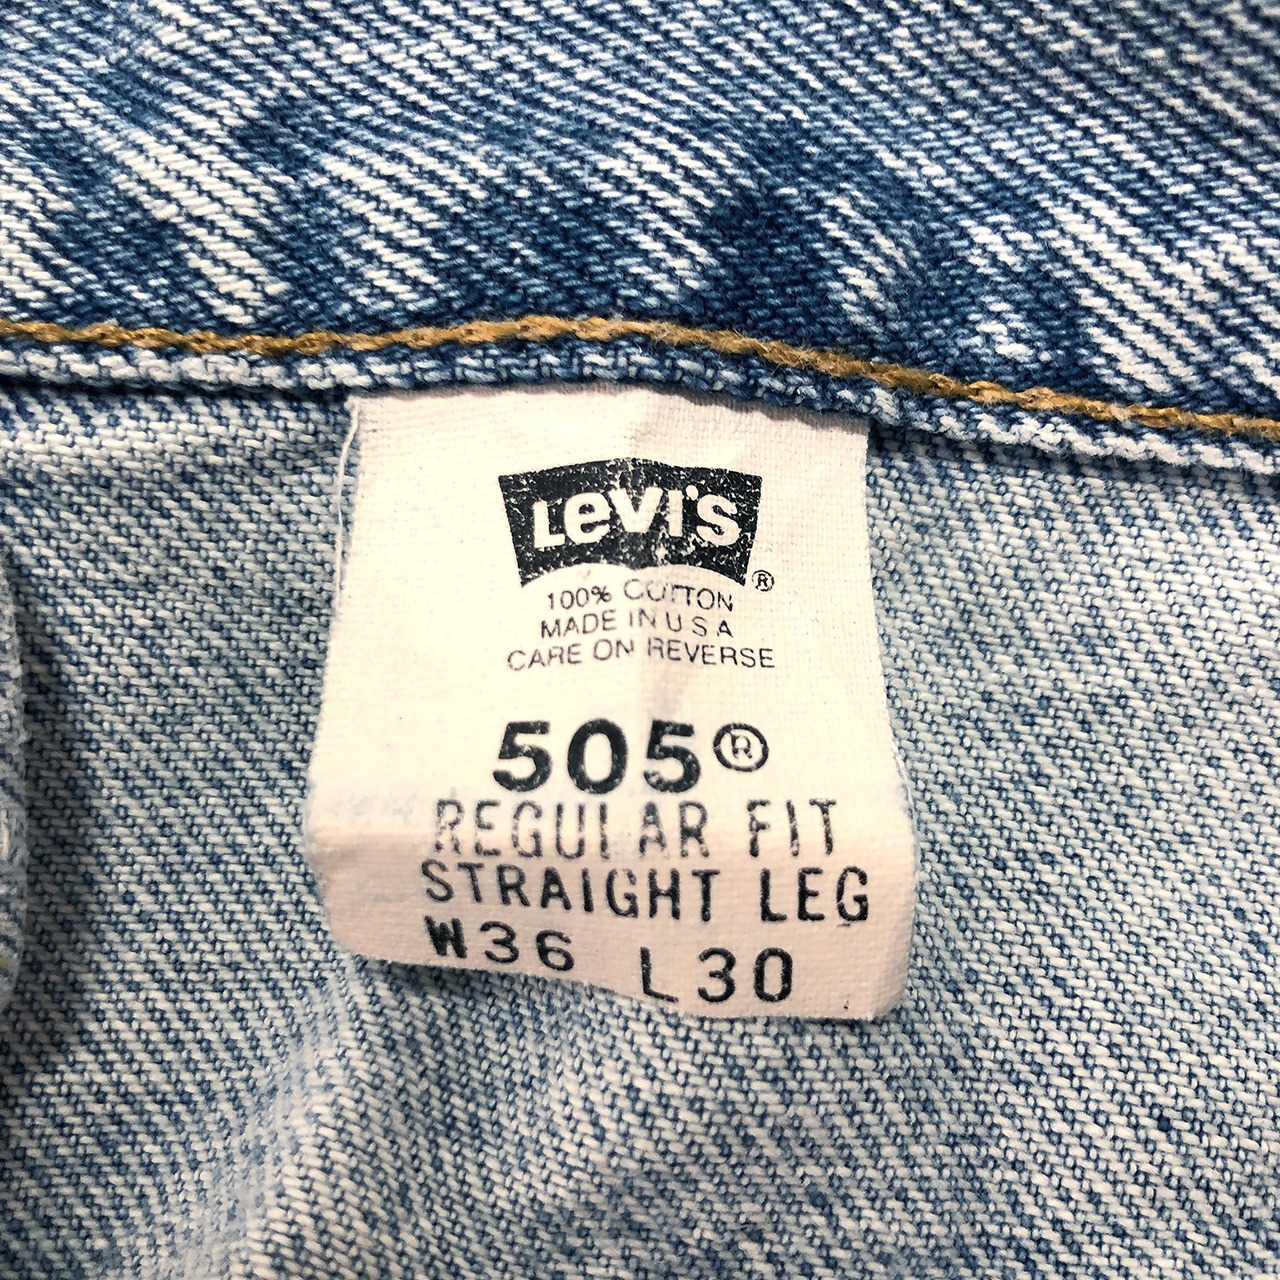 LEVI'S ®
100% COTTON
MADE IN U S A
CARE ON REVERSE
505®
REGULAR FIT
STRAIGHT LEG
W36 L30